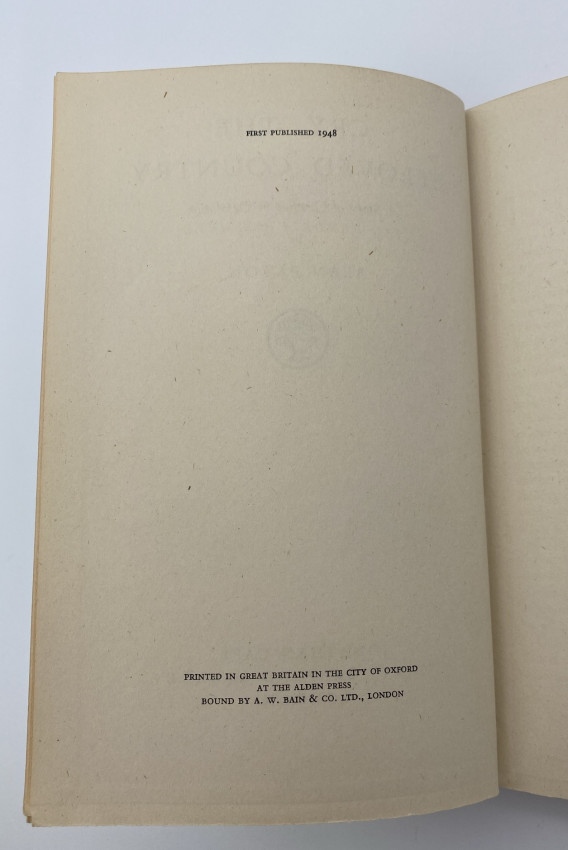 FIRST PUBLISHED 1948
PRINTED IN GREAT BRITAIN IN THE CITY OF OXFORD
AT THE ALDEN PRESS
BOUND BY A. W. BAIN & CO. LTD., LONDON